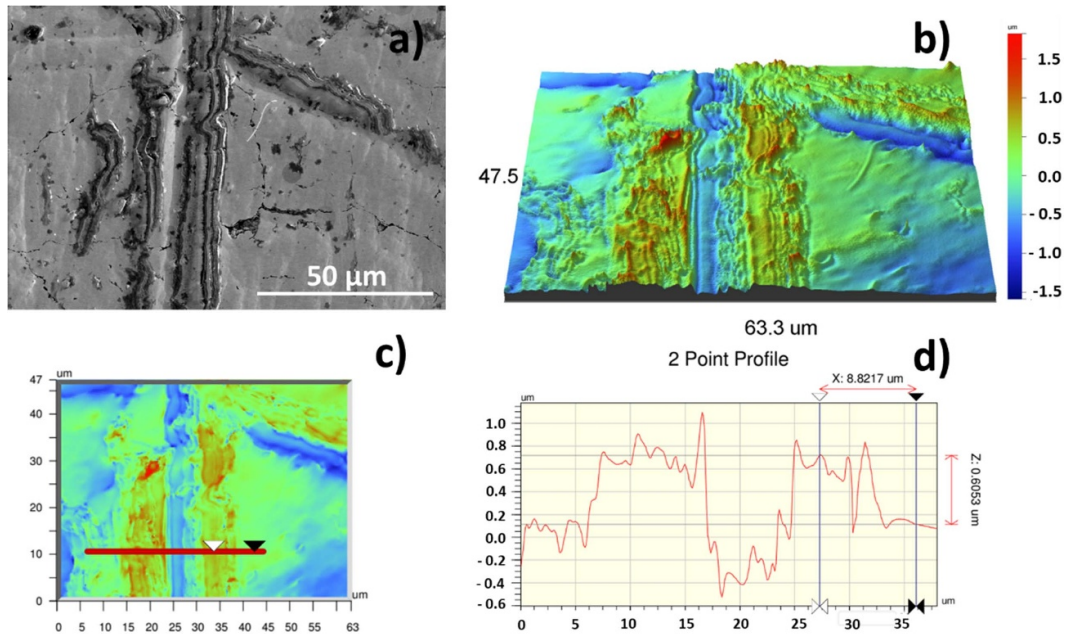 a)
50 µm
b)
um
1.5
1.0
0.5
0.0
- 0.5
- 1.0
-1.5
47.5
63.3 um
c)
um
47
40
30
20
10
0
um
0 5 10 15 20 25 30 35 40 45 55 63
d)
2 Point Profile
X: 8.8217 um
um
1.0
0.8
0.6
0.4
0.2
0.0
- 0.2
- 0.4
- 0.6
Z: 0.6053 um
um
0 5 10 15 20 25 30 35